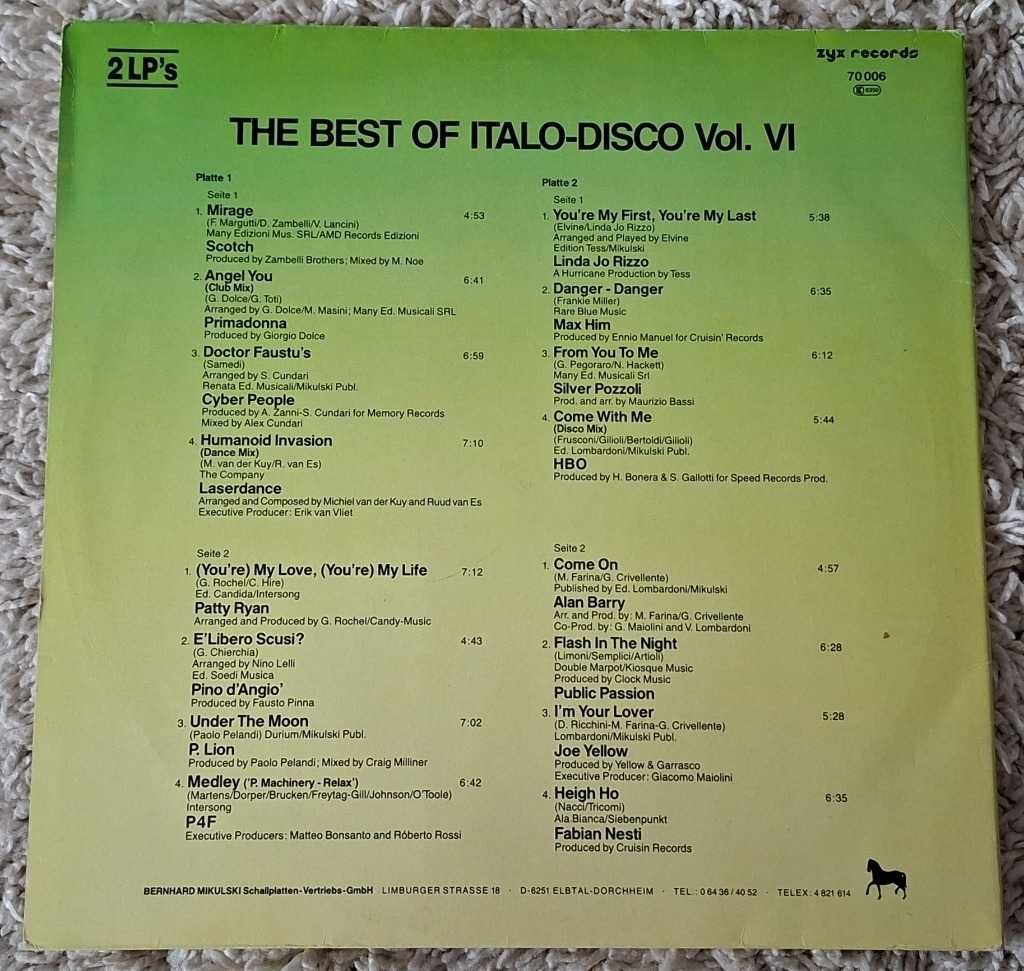 2 LP's
zyx records
70 006
THE BEST OF ITALO-DISCO Vol. VI
Platte 1
Seite 1
1. Mirage 4:53
(F. Margutti/D. Zambelli/V. Lancini)
Many Edizioni Mus. SRL/AMD Records Edizioni
Scotch
Produced by Zambelli Brothers; Mixed by M. Noe
2. Angel You 6:41
(Club Mix)
(G. Dolce/G. Toti)
Arranged by G. Dolce/M. Masini; Many Ed. Musicali SRL
Primadonna
Produced by Giorgio Dolce
3. Doctor Faustu's 6:59
(Samedi)
Arranged by S. Cundari
Renata Ed. Musicali/Mikulski Publ.
Cyber People
Produced by A. Zanni-S. Cundari for Memory Records
Mixed by Alex Cundari
4. Humanoid Invasion 7:10
(Dance Mix)
(M. van der Kuy/R. van Es)
The Company
Laserdance
Arranged and Composed by Michiel van der Kuy and Ruud van Es
Executive Producer: Erik van Vliet
Seite 2
1. (You're) My Love, (You're) My Life 7:12
(G. Rochel/C. Hire)
Ed. Candida/Intersong
Patty Ryan
Arranged and Produced by G. Rochel/Candy-Music
2. E'Libero Scusi? 4:43
(G. Chierchia)
Arranged by Nino Lelli
Ed. Soedi Musica
Pino d'Angio'
Produced by Fausto Pinna
3. Under The Moon 7:02
(Paolo Pelandi) Durium/Mikulski Publ.
P. Lion
Produced by Paolo Pelandi; Mixed by Craig Milliner
4. Medley ('P. Machinery - Relax') 6:42
(Martens/Dorper/Brucken/Freytag-Gill/Johnson/O'Toole)
Intersong
P4F
Executive Producers: Matteo Bonsanto and Róberto Rossi
Platte 2
Seite 1
1. You're My First, You're My Last 5:38
(Elvine/Linda Jo Rizzo)
Arranged and Played by Elvine
Edition Tess/Mikulski
Linda Jo Rizzo
A Hurricane Production by Tess
2. Danger - Danger 6:35
(Frankie Miller)
Rare Blue Music
Max Him
Produced by Ennio Manuel for Cruisin' Records
3. From You To Me 6:12
(G. Pegoraro/N. Hackett)
Many Ed. Musicali Srl
Silver Pozzoli
Prod. and arr. by Maurizio Bassi
4. Come With Me 5:44
(Disco Mix)
(Frusconi/Gilioli/Bertoldi/Gilioli)
Ed. Lombardoni/Mikulski Publ.
HBO
Produced by H. Bonera & S. Gallotti for Speed Records Prod.
Seite 2
1. Come On 4:57
(M. Farina/G. Crivellente)
Published by Ed. Lombardoni/Mikulski
Alan Barry
Arr. and Prod. by: M. Farina/G. Crivellente
Co-Prod. by: G. Maiolini and V. Lombardoni
2. Flash In The Night 6:28
(Limoni/Semplici/Artioli)
Double Marpot/Kiosque Music
Produced by Clock Music
Public Passion
3. I'm Your Lover 5:28
(D. Ricchini-M. Farina-G. Crivellente)
Lombardoni/Mikulski Publ.
Joe Yellow
Produced by Yellow & Garrasco
Executive Producer: Giacomo Maiolini
4. Heigh Ho 6:35
(Nacci/Tricomi)
Ala Bianca/Siebenpunkt
Fabian Nesti
Produced by Cruisin Records
BERNHARD MIKULSKI Schallplatten-Vertriebs-GmbH LIMBURGER STRASSE 18 · D-6251 ELBTAL-DORCHHEIM · TEL.: 0 64 36 / 40 52 · TELEX: 4 821 614